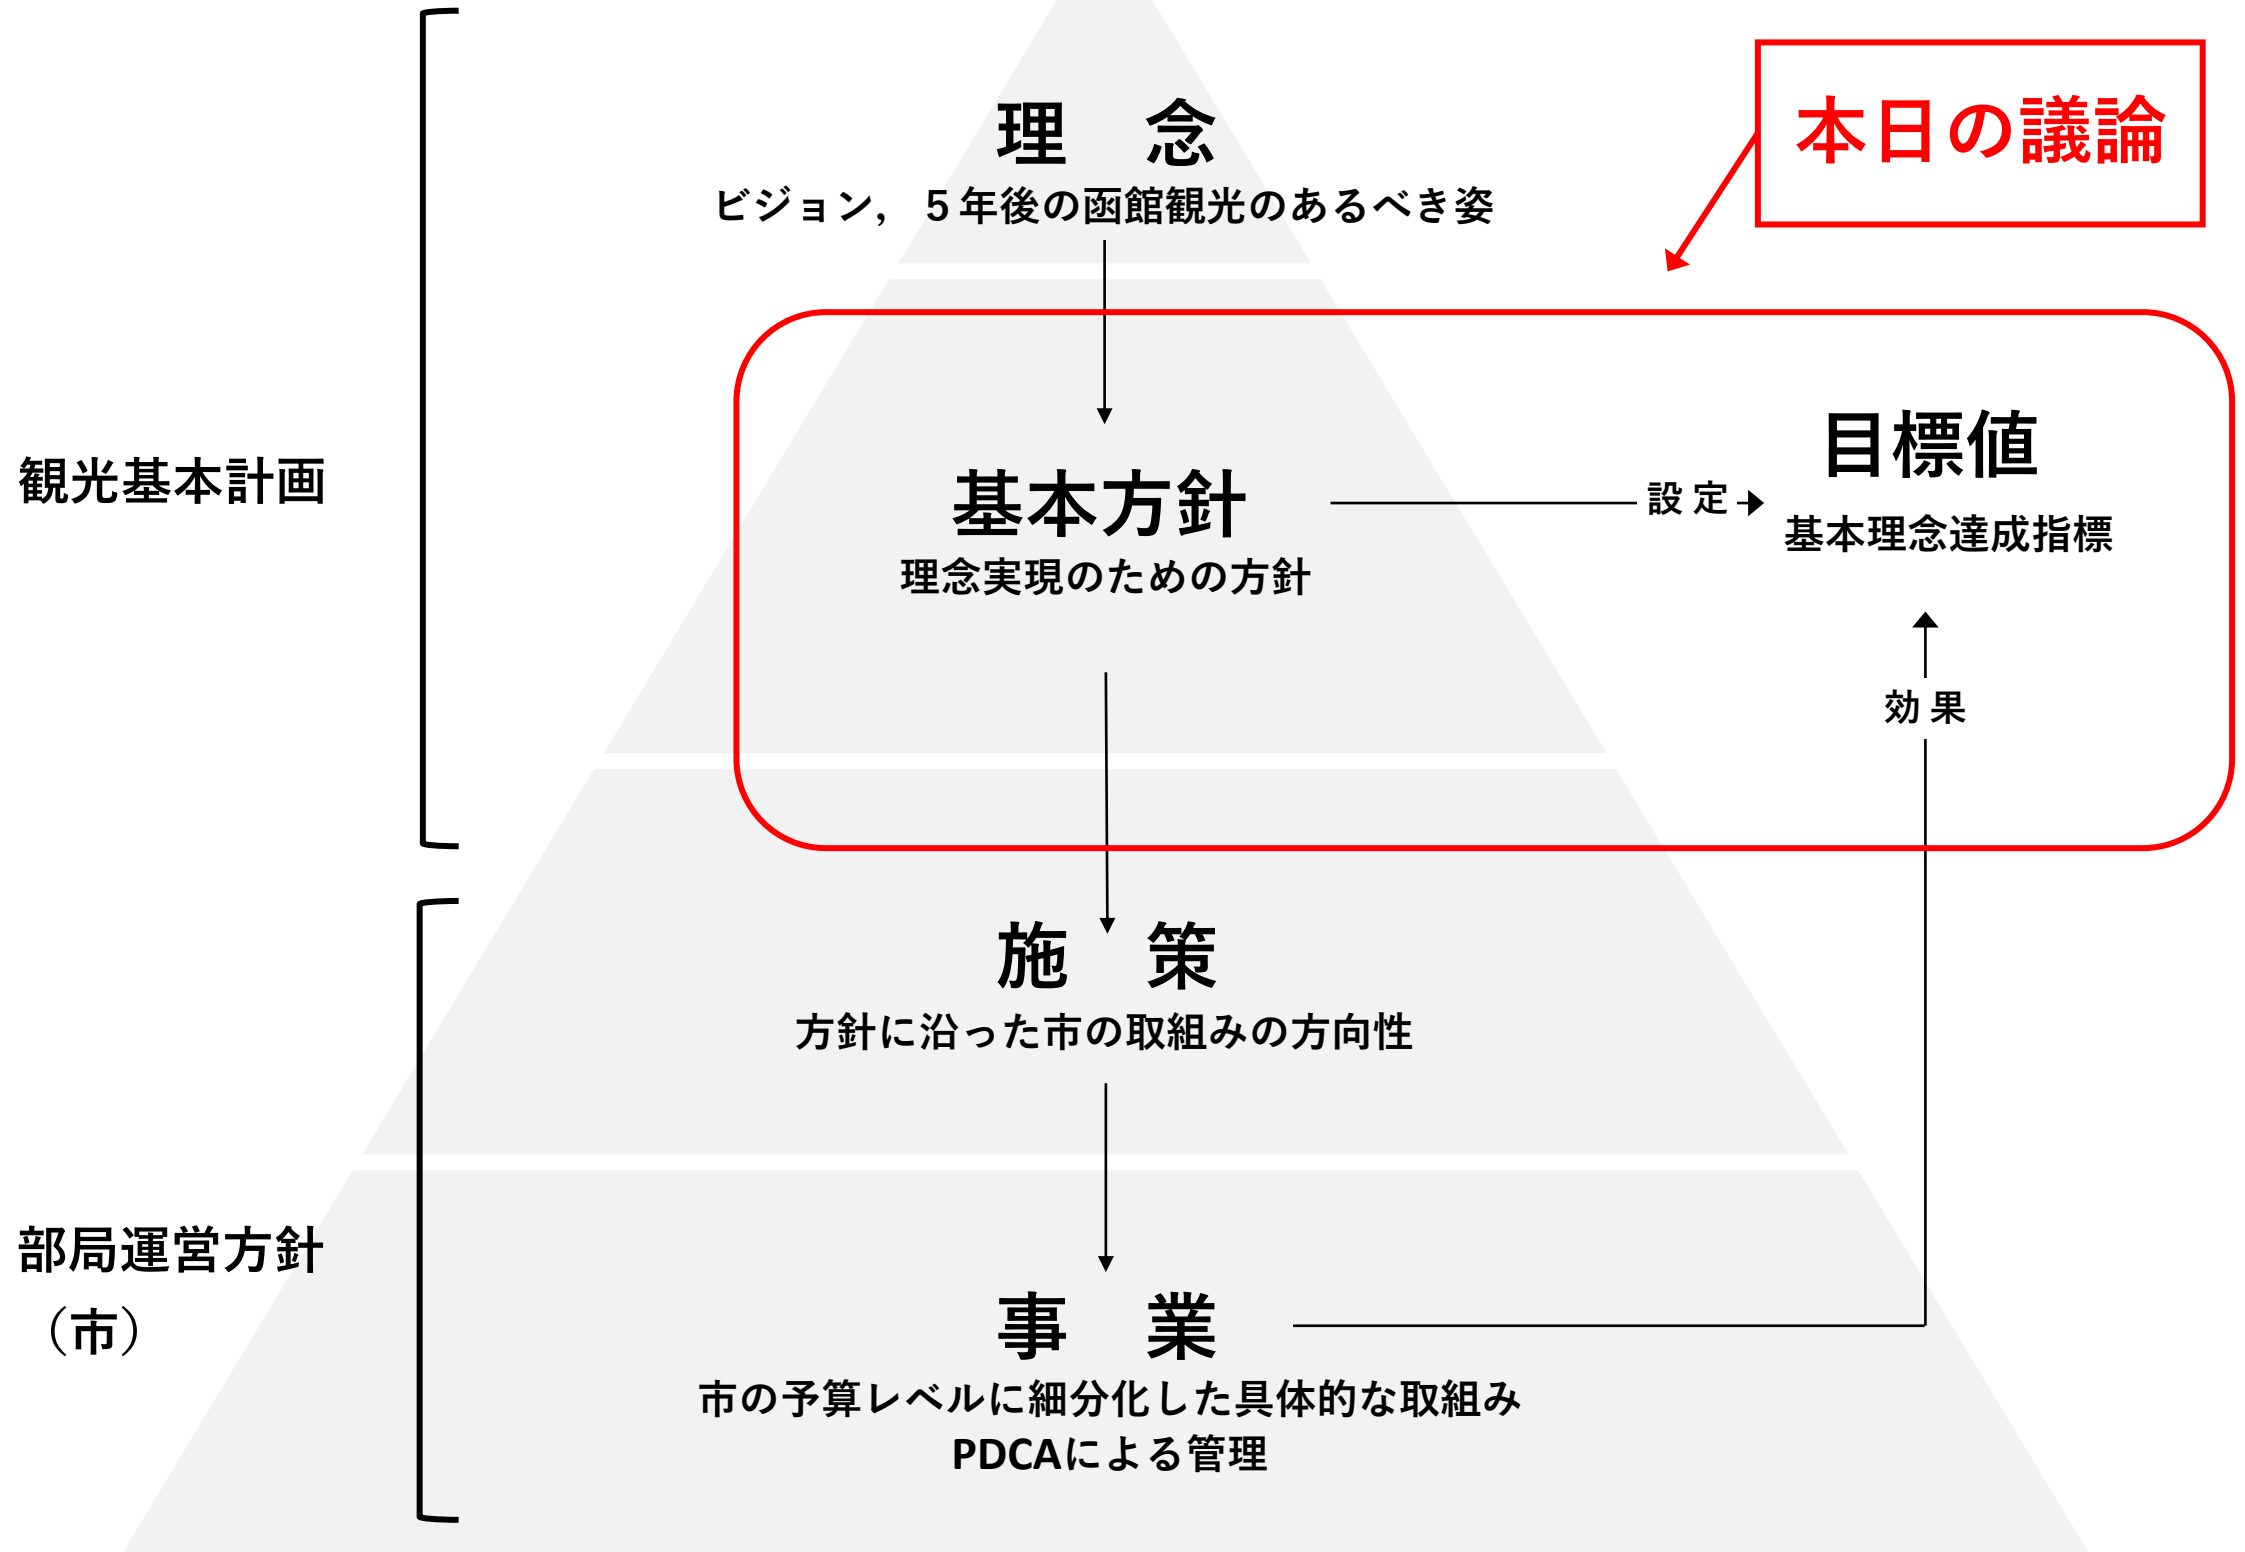 本日の議論
理　念
ビジョン，５年後の函館観光のあるべき姿
観光基本計画
基本方針
理念実現のための方針
設 定
目標値
基本理念達成指標
効 果
施　策
方針に沿った市の取組みの方向性
部局運営方針
（市）
事　業
市の予算レベルに細分化した具体的な取組み
PDCAによる管理